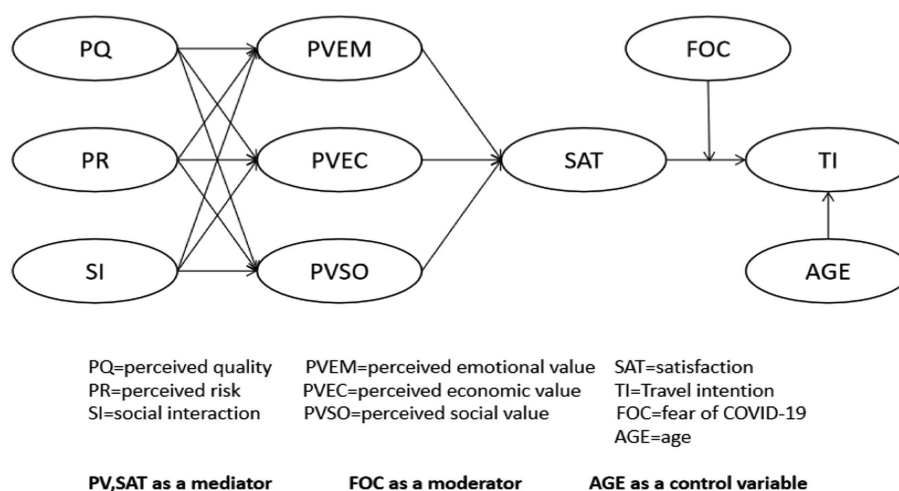 PQ PVEM FOC
PR PVEC SAT TI
SI PVSO AGE
PQ=perceived quality PVEM=perceived emotional value SAT=satisfaction
PR=perceived risk PVEC=perceived economic value TI=Travel intention
SI=social interaction PVSO=perceived social value FOC=fear of COVID-19
AGE=age
PV,SAT as a mediator FOC as a moderator AGE as a control variable